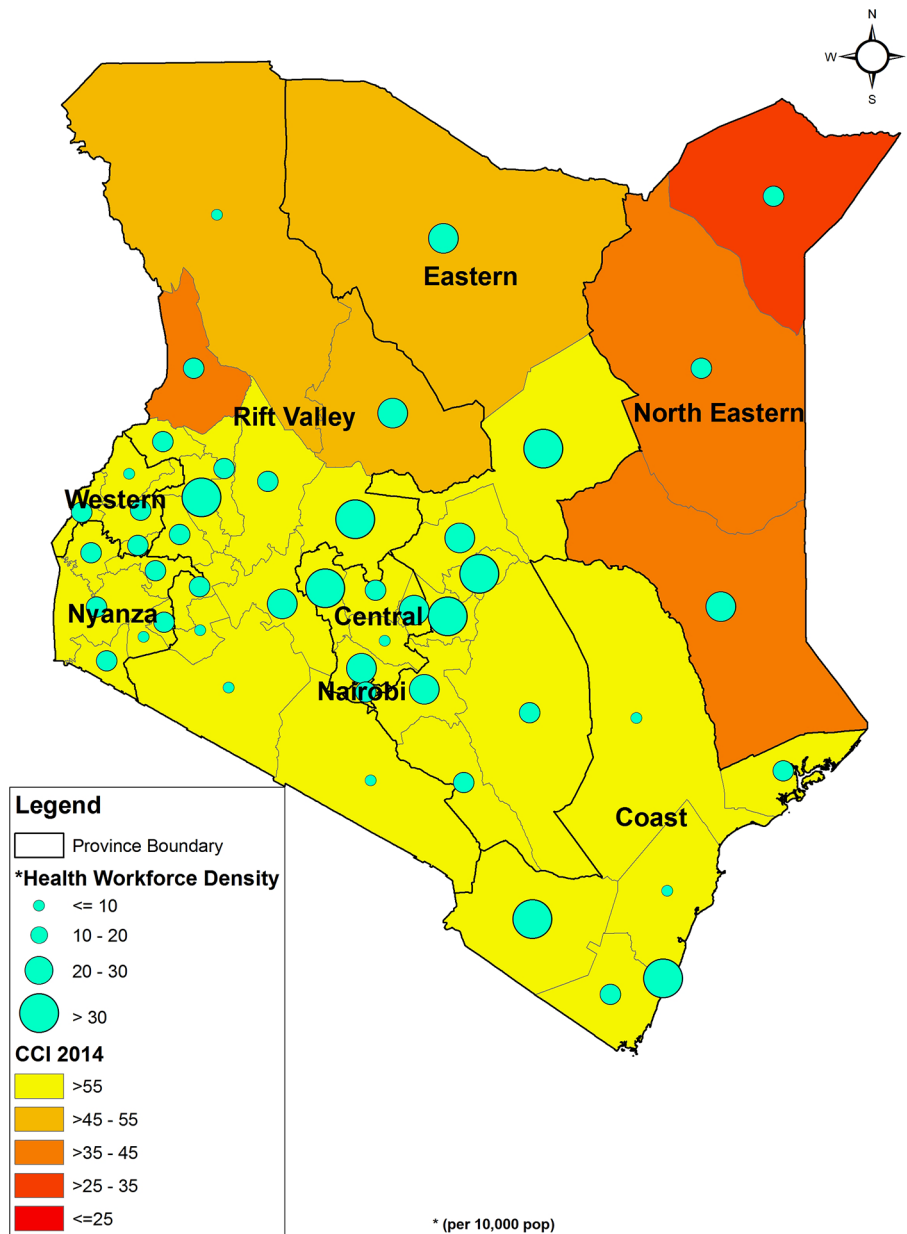 N
W
S
Eastern
Rift Valley
North Eastern
Western
Nyanza
Central
Nairobi
Coast
Legend
Province Boundary
*Health Workforce Density
<= 10
10 - 20
20 - 30
> 30
CCI 2014
>55
>45 - 55
>35 - 45
>25 - 35
<=25
* (per 10,000 pop)